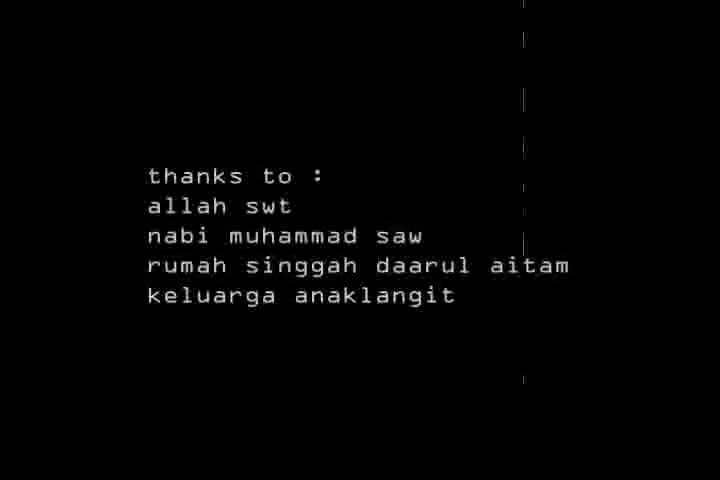 thanks to :
allah swt
nabi muhammad saw
rumah singgah daarul aitam
keluarga anaklangit